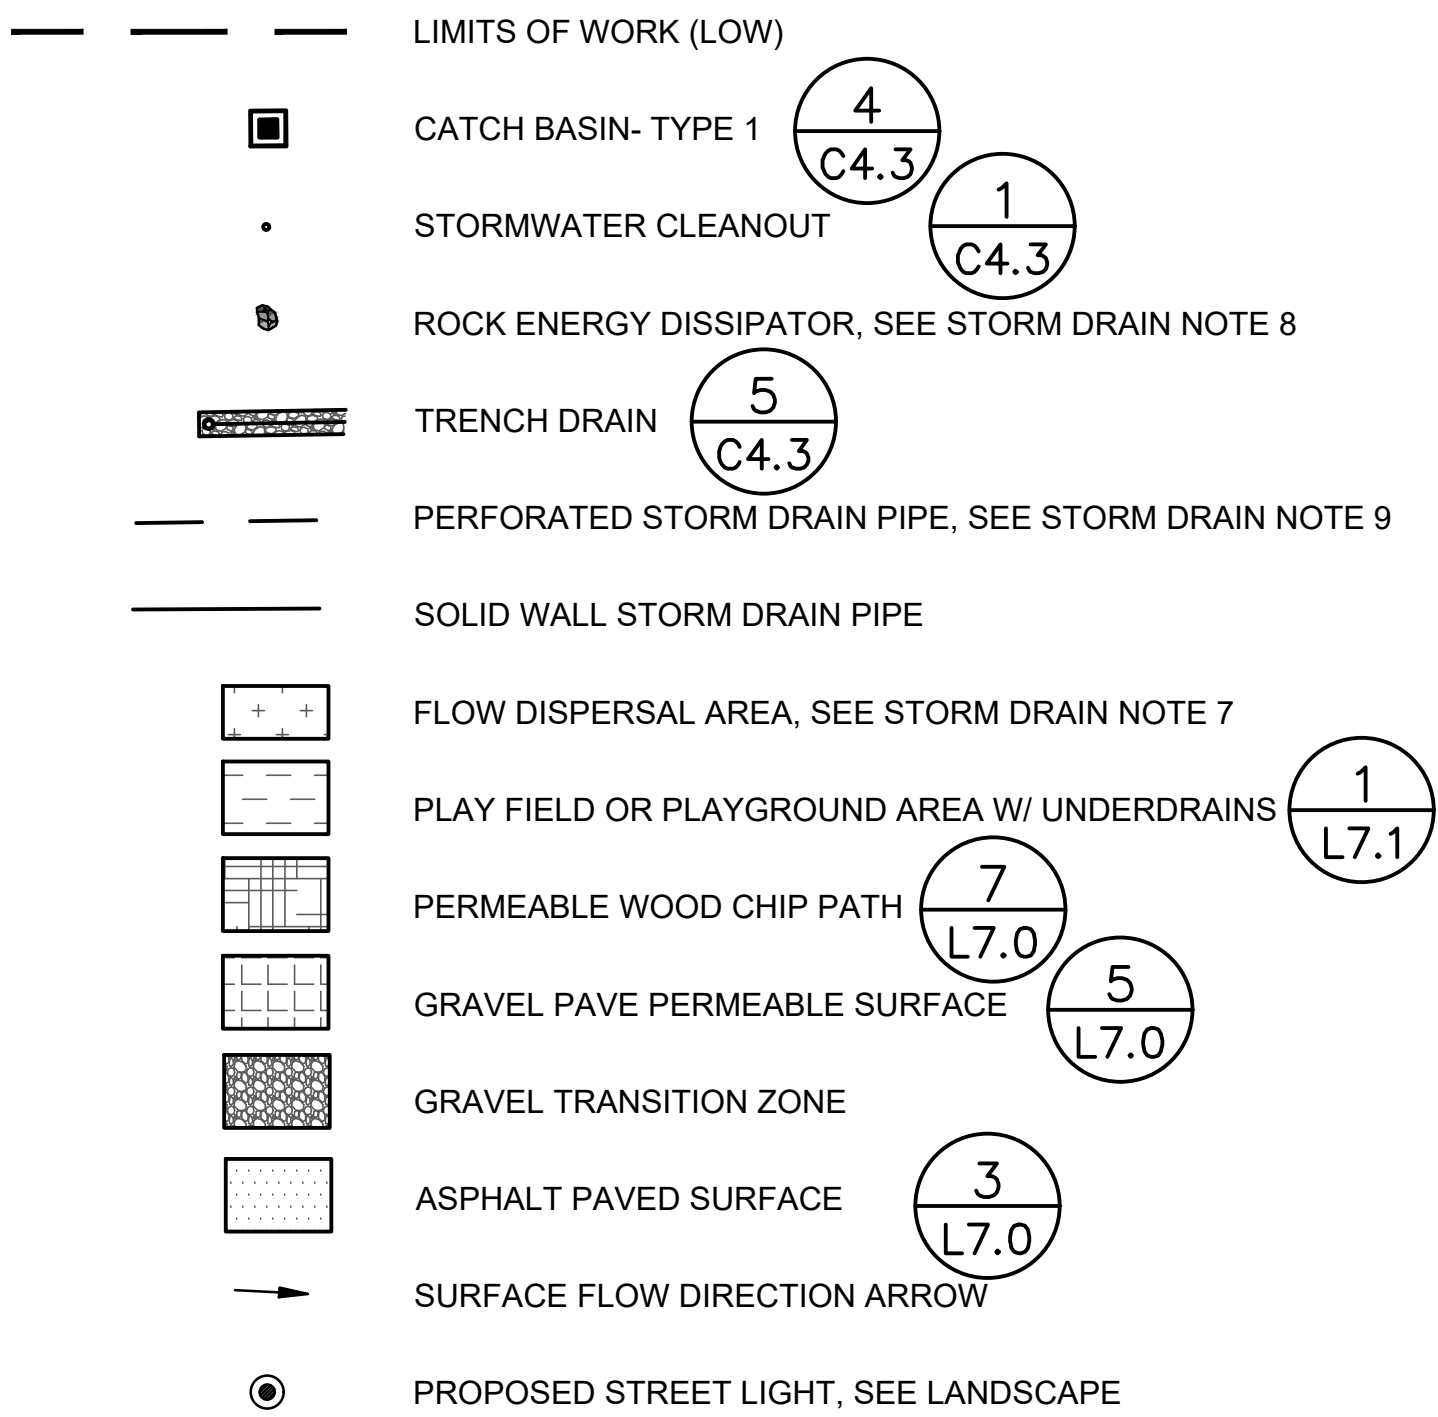 LIMITS OF WORK (LOW)
CATCH BASIN- TYPE 1
4
C4.3
STORMWATER CLEANOUT
1
C4.3
ROCK ENERGY DISSIPATOR, SEE STORM DRAIN NOTE 8
TRENCH DRAIN
5
C4.3
PERFORATED STORM DRAIN PIPE, SEE STORM DRAIN NOTE 9
SOLID WALL STORM DRAIN PIPE
FLOW DISPERSAL AREA, SEE STORM DRAIN NOTE 7
PLAY FIELD OR PLAYGROUND AREA W/ UNDERDRAINS
1
L7.1
PERMEABLE WOOD CHIP PATH
7
L7.0
GRAVEL PAVE PERMEABLE SURFACE
5
L7.0
GRAVEL TRANSITION ZONE
ASPHALT PAVED SURFACE
3
L7.0
SURFACE FLOW DIRECTION ARROW
PROPOSED STREET LIGHT, SEE LANDSCAPE